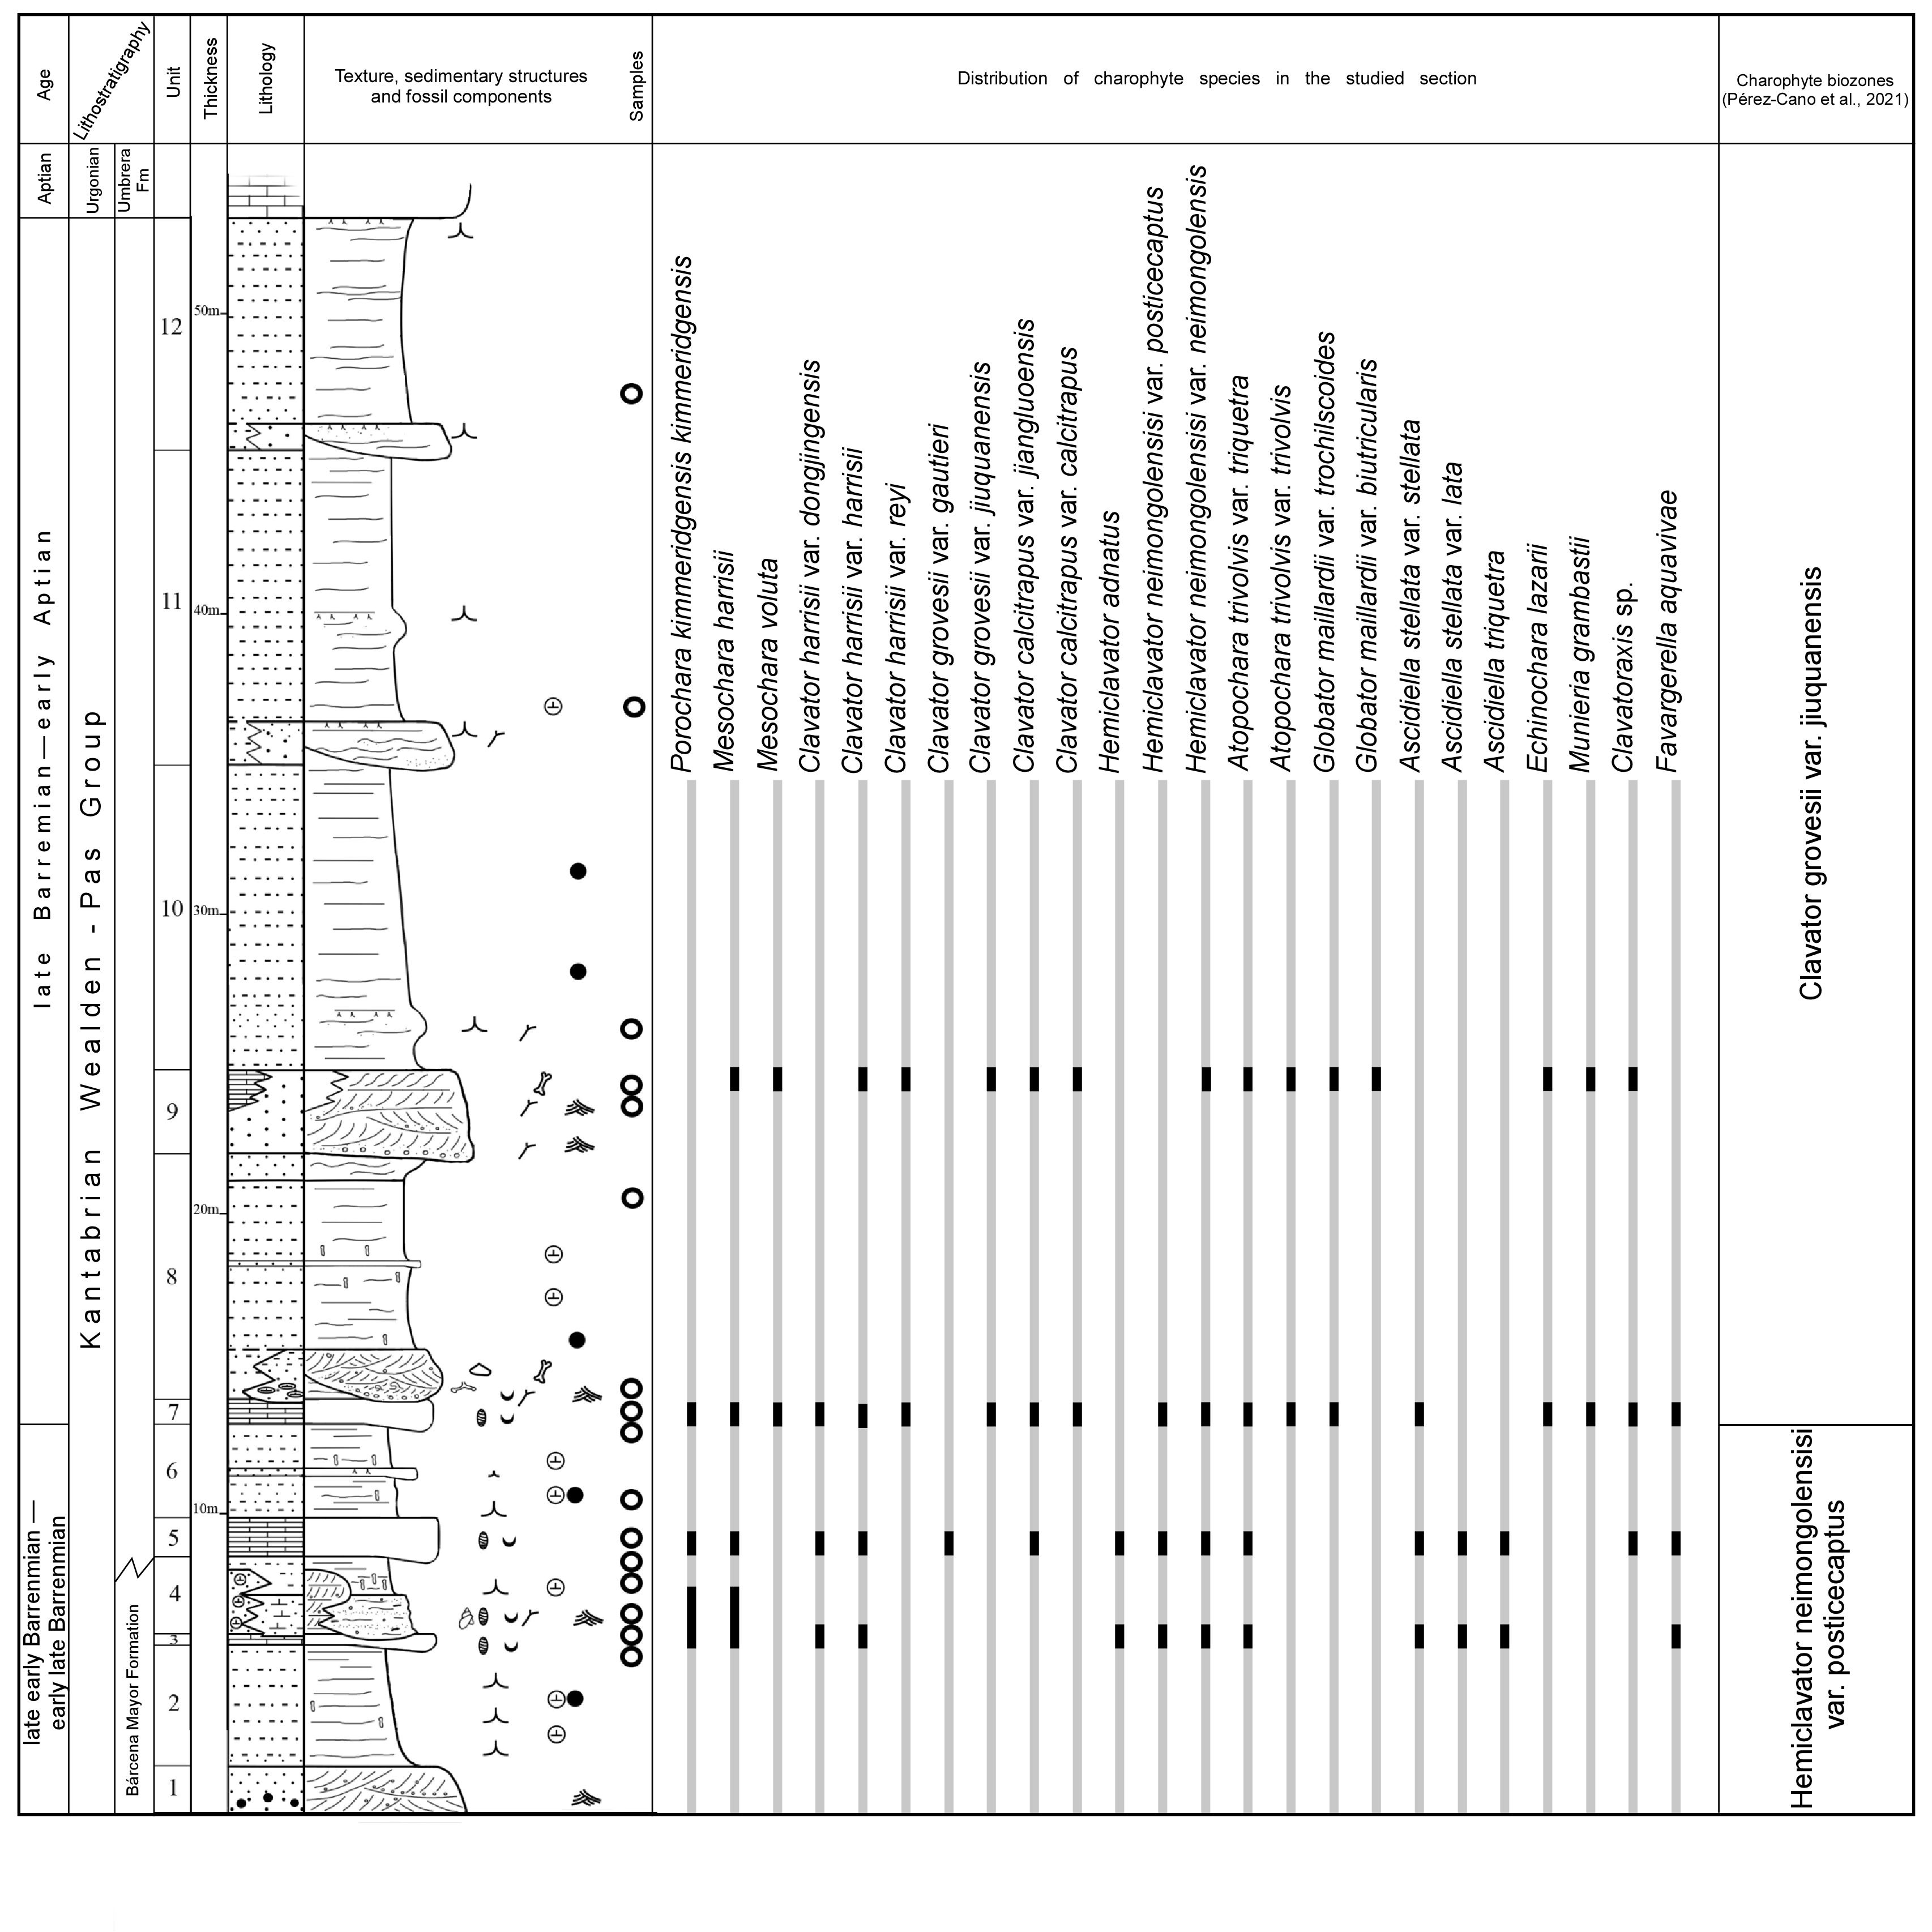 Age
Lithostratigraphy
Unit
Thickness
Lithology
Texture, sedimentary structures
and fossil components
Samples
Distribution of charophyte species in the studied section
Charophyte biozones
(Pérez-Cano et al., 2021)
Aptian
Urgonian
Umbrera
Fm
late Barremian—early Aptian
late early Barrenmian —
early late Barrenmian
Kantabrian Wealden - Pas Group
Bárcena Mayor Formation
12
11
10
9
8
7
6
5
4
3
2
1
50m
40m
30m
20m
10m
Porochara kimmeridgensis kimmeridgensis
Mesochara harrisii
Mesochara voluta
Clavator harrisii var. dongjingensis
Clavator harrisii var. harrisii
Clavator harrisii var. reyi
Clavator grovesii var. gautieri
Clavator grovesii var. jiuquanensis
Clavator calcitrapus var. jiangluoensis
Clavator calcitrapus var. calcitrapus
Hemiclavator adnatus
Hemiclavator neimongolensisi var. posticecaptus
Hemiclavator neimongolensisi var. neimongolensis
Atopochara trivolvis var. triquetra
Atopochara trivolvis var. trivolvis
Globator maillardii var. trochilscoides
Globator maillardii var. biutricularis
Ascidiella stellata var. stellata
Ascidiella stellata var. lata
Ascidiella triquetra
Echinochara lazarii
Munieria grambastii
Clavatoraxis sp.
Favargerella aquavivae
Clavator grovesii var. jiuquanensis
Hemiclavator neimongolensisi
var. posticecaptus